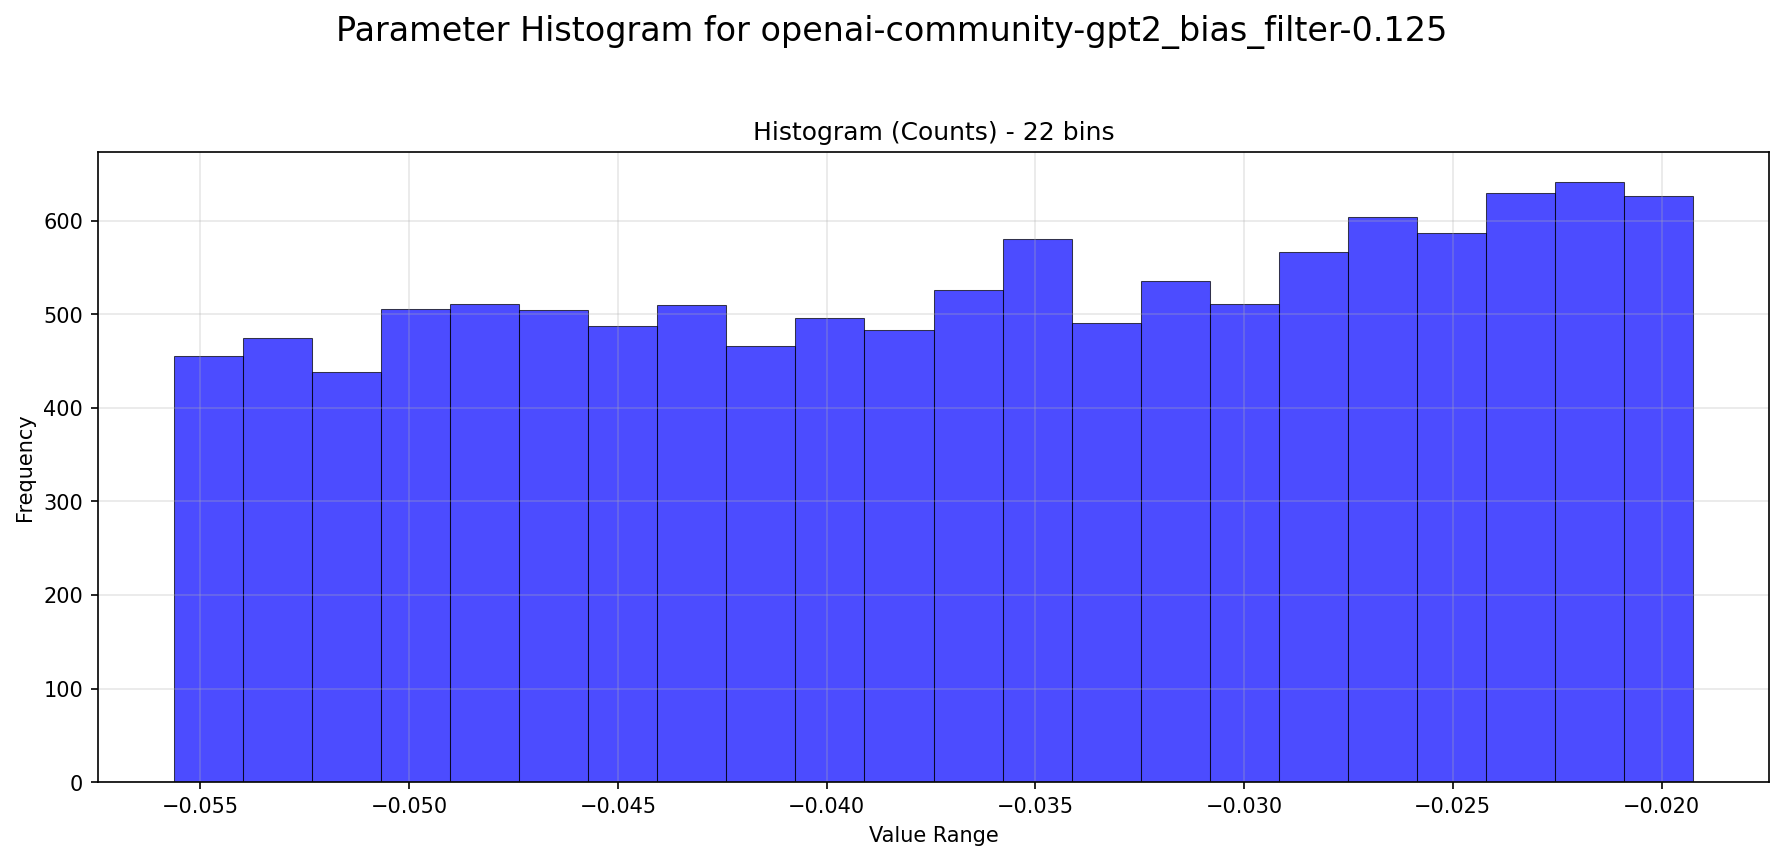 Parameter Histogram for openai-community-gpt2_bias_filter-0.125
Histogram (Counts) - 22 bins
Frequency
600
500
400
300
200
100
0
−0.055 −0.050 −0.045 −0.040 −0.035 −0.030 −0.025 −0.020
Value Range